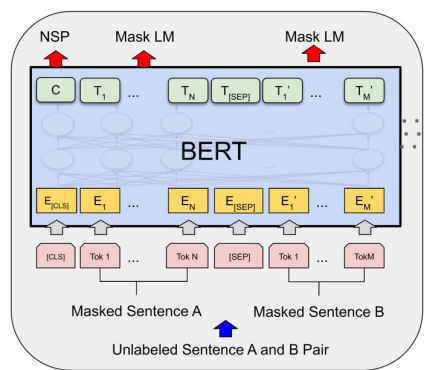 NSP Mask LM Mask LM
C T1 ... TN T[SEP] T1' ... TM'
BERT
E[CLS] E1 ... EN E[SEP] E1' ... EM'
[CLS] Tok 1 ... Tok N [SEP] Tok 1 ... TokM
Masked Sentence A Masked Sentence B
Unlabeled Sentence A and B Pair